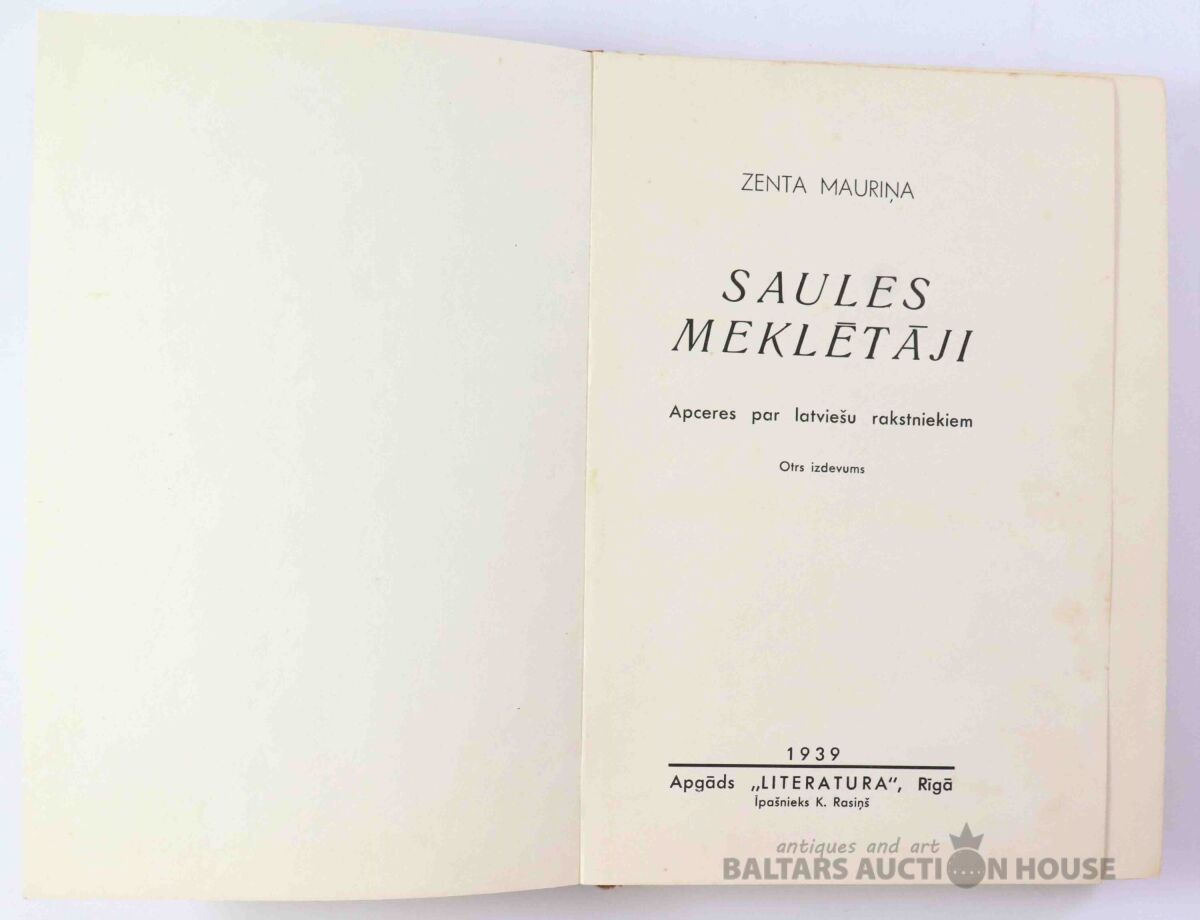 ZENTA MAURIŅA
SAULES
MEKLĒTĀJI
Apceres par latviešu rakstniekiem
Otrs izdevums
1939
Apgāds „LITERATURA“, Rīgā
Īpašnieks K. Rasiņš
antiques and art
BALTARS AUCTION HOUSE